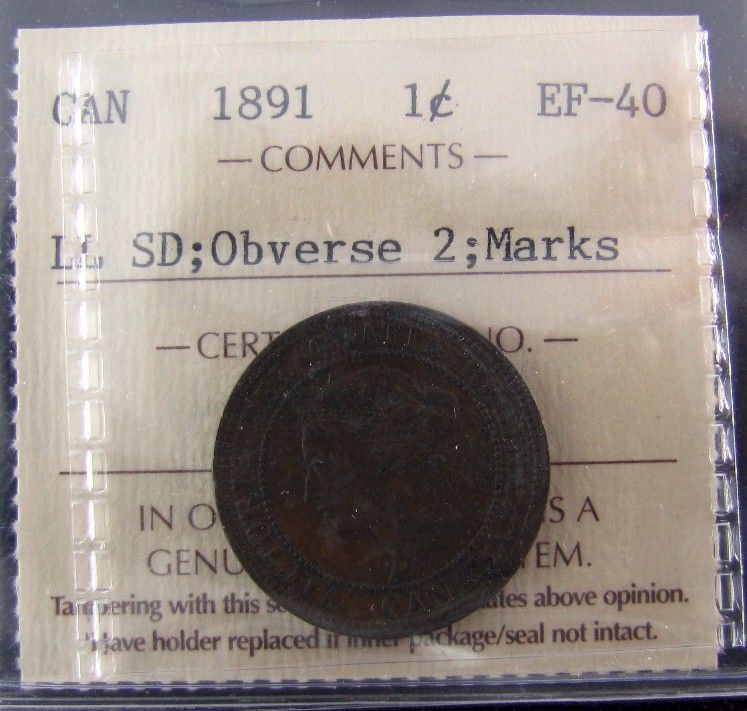 CAN 1891 1¢ EF-40
— COMMENTS —
LL SD;Obverse 2;Marks
— CERT NO. —
IN O S A
GENU EM.
Tampering with this se ates above opinion.
Have holder replaced if inner package/seal not intact.